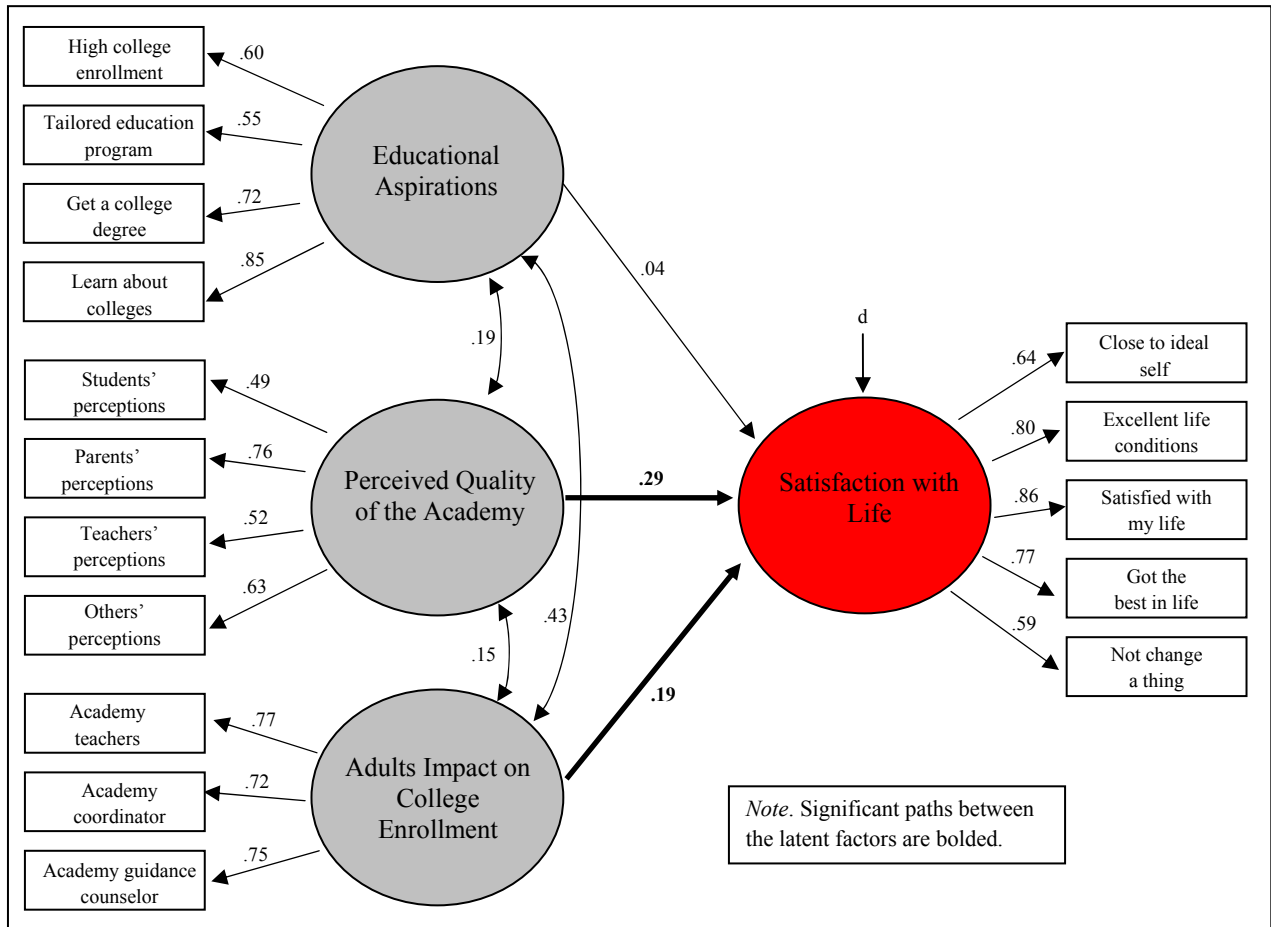 High college
enrollment
.60
Tailored education
program
.55
Get a college
degree
.72
Learn about
colleges
.85
Educational
Aspirations
.04
.19
Students’
perceptions
.49
Parents’
perceptions
.76
Teachers’
perceptions
.52
Others’
perceptions
.63
Perceived Quality
of the Academy
.29
.43
.15
Academy
teachers
.77
Academy
coordinator
.72
Academy guidance
counselor
.75
Adults Impact on
College
Enrollment
.19
d
Satisfaction with
Life
.64
Close to ideal
self
.80
Excellent life
conditions
.86
Satisfied with
my life
.77
Got the
best in life
.59
Not change
a thing
Note. Significant paths between
the latent factors are bolded.